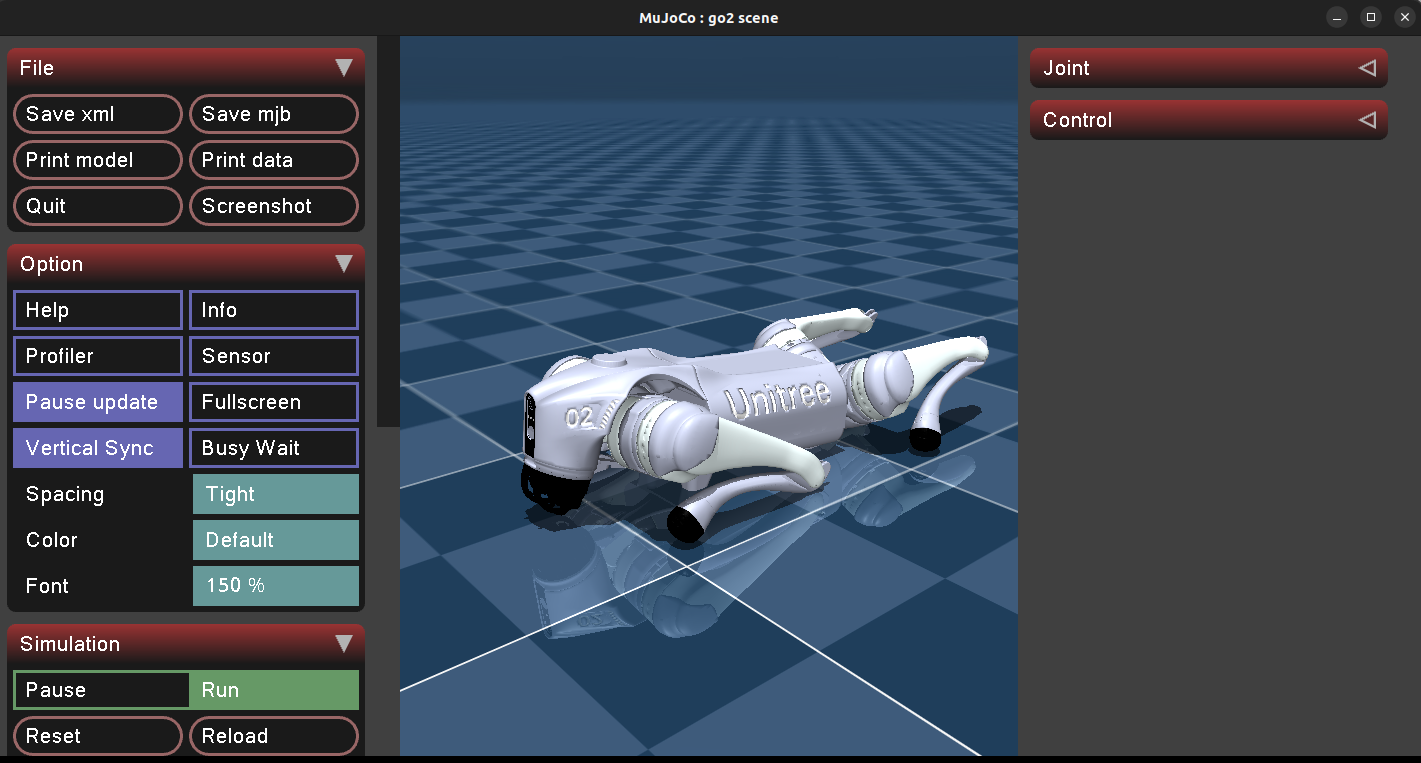 MuJoCo : go2 scene
File
Save xml
Save mjb
Print model
Print data
Quit
Screenshot
Option
Help
Info
Profiler
Sensor
Pause update
Fullscreen
Vertical Sync
Busy Wait
Spacing
Tight
Color
Default
Font
150 %
Simulation
Pause
Run
Reset
Reload
02
Unitree
Joint
Control